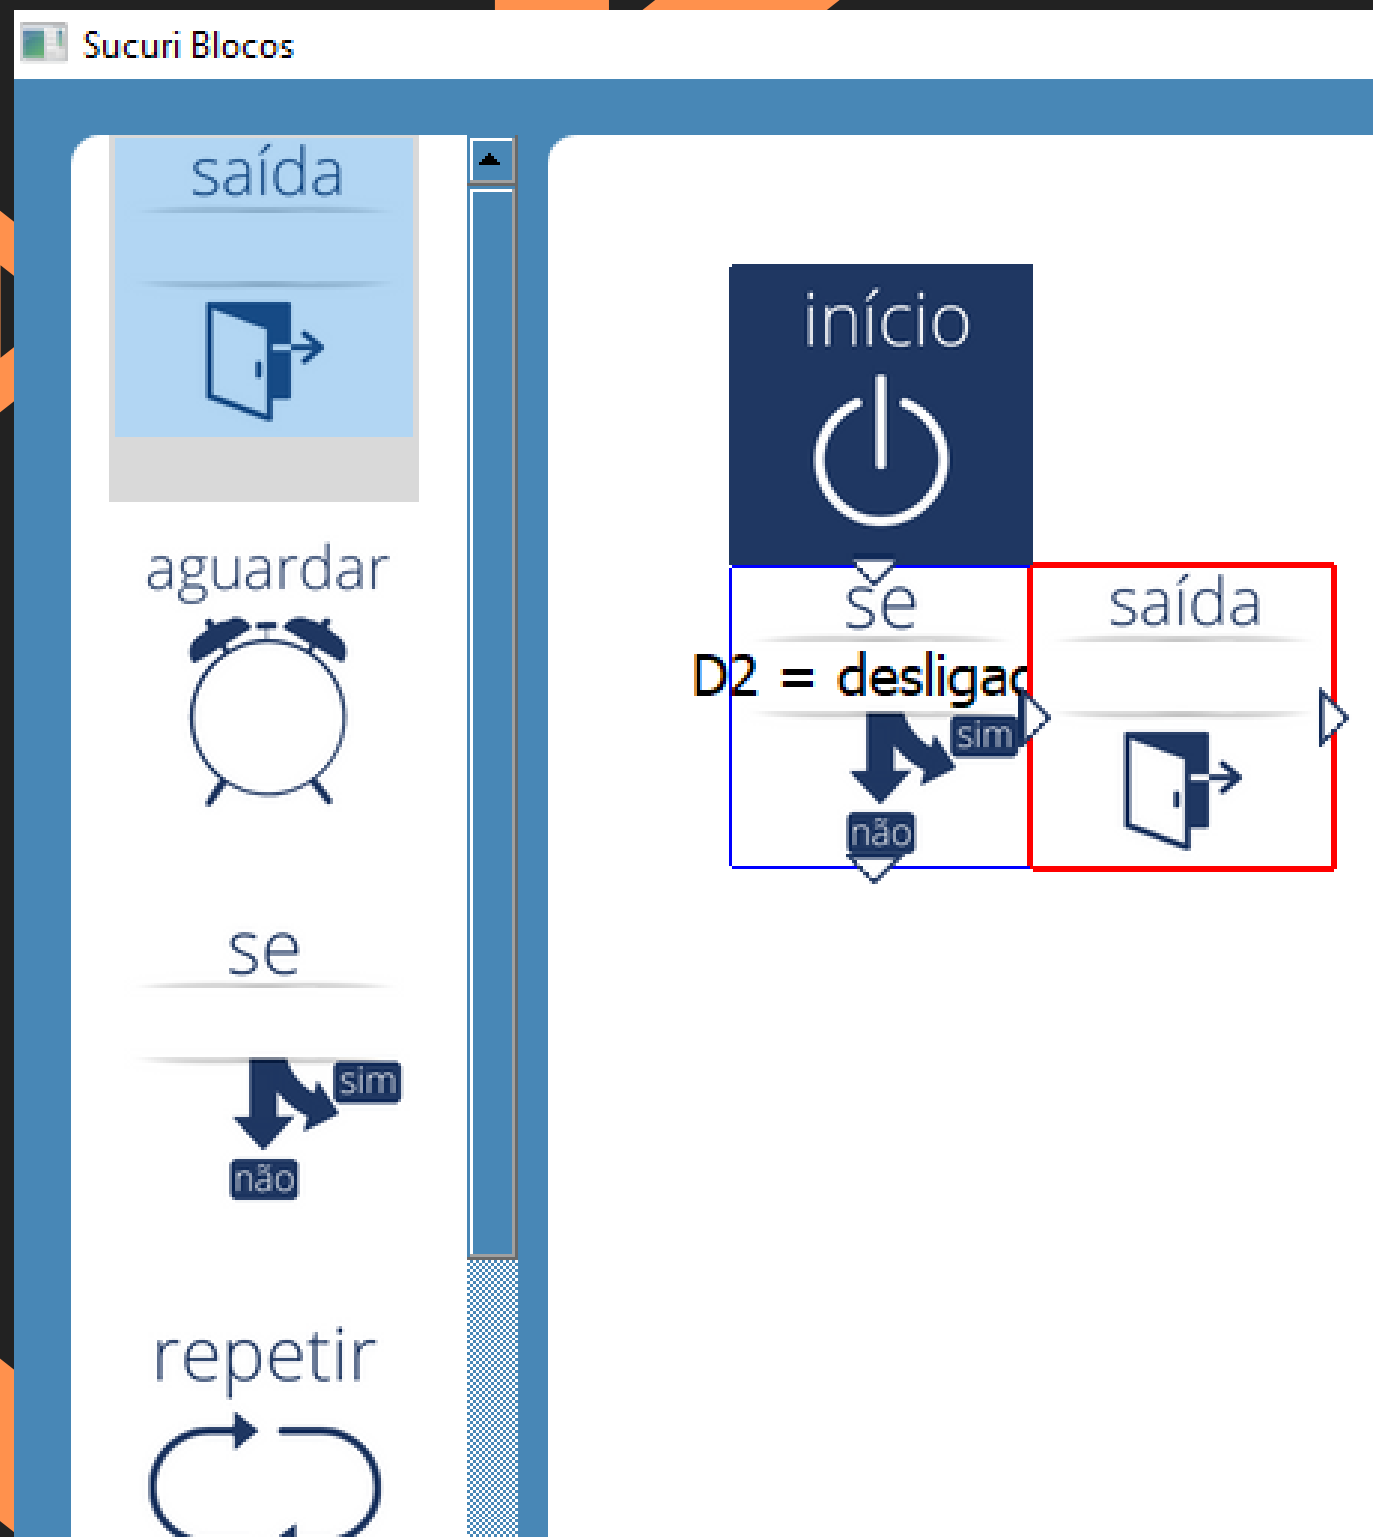 Sucuri Blocos
saída
aguardar
se
sim
não
repetir
início
se
D2 = desligad
sim
não
saída